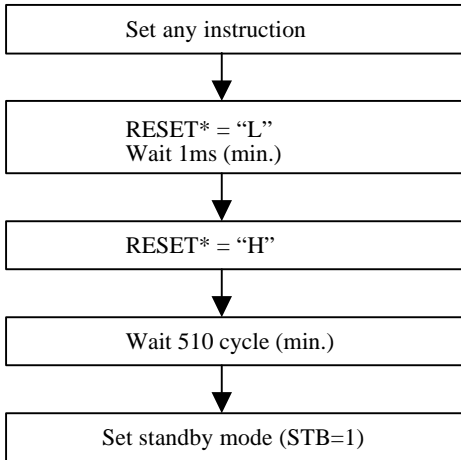 Set any instruction
RESET* = “L”
Wait 1ms (min.)
RESET* = “H”
Wait 510 cycle (min.)
Set standby mode (STB=1)